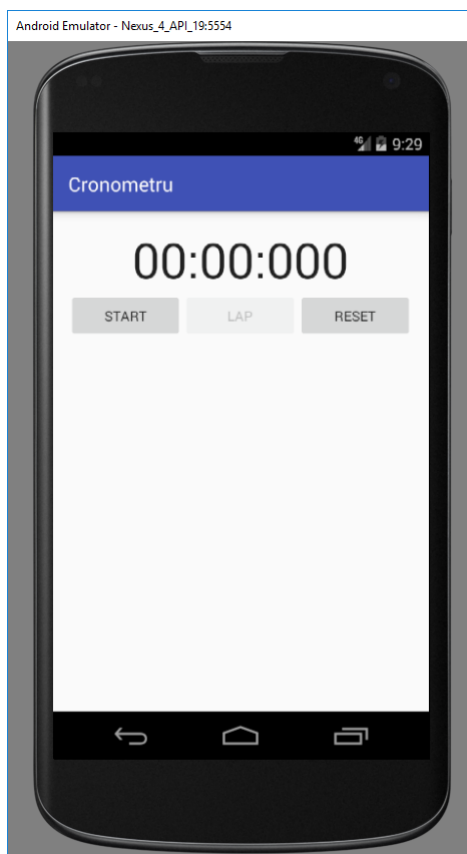 Android Emulator - Nexus_4_API_19:5554
4G 9:29
Cronometru
00:00:000
START LAP RESET